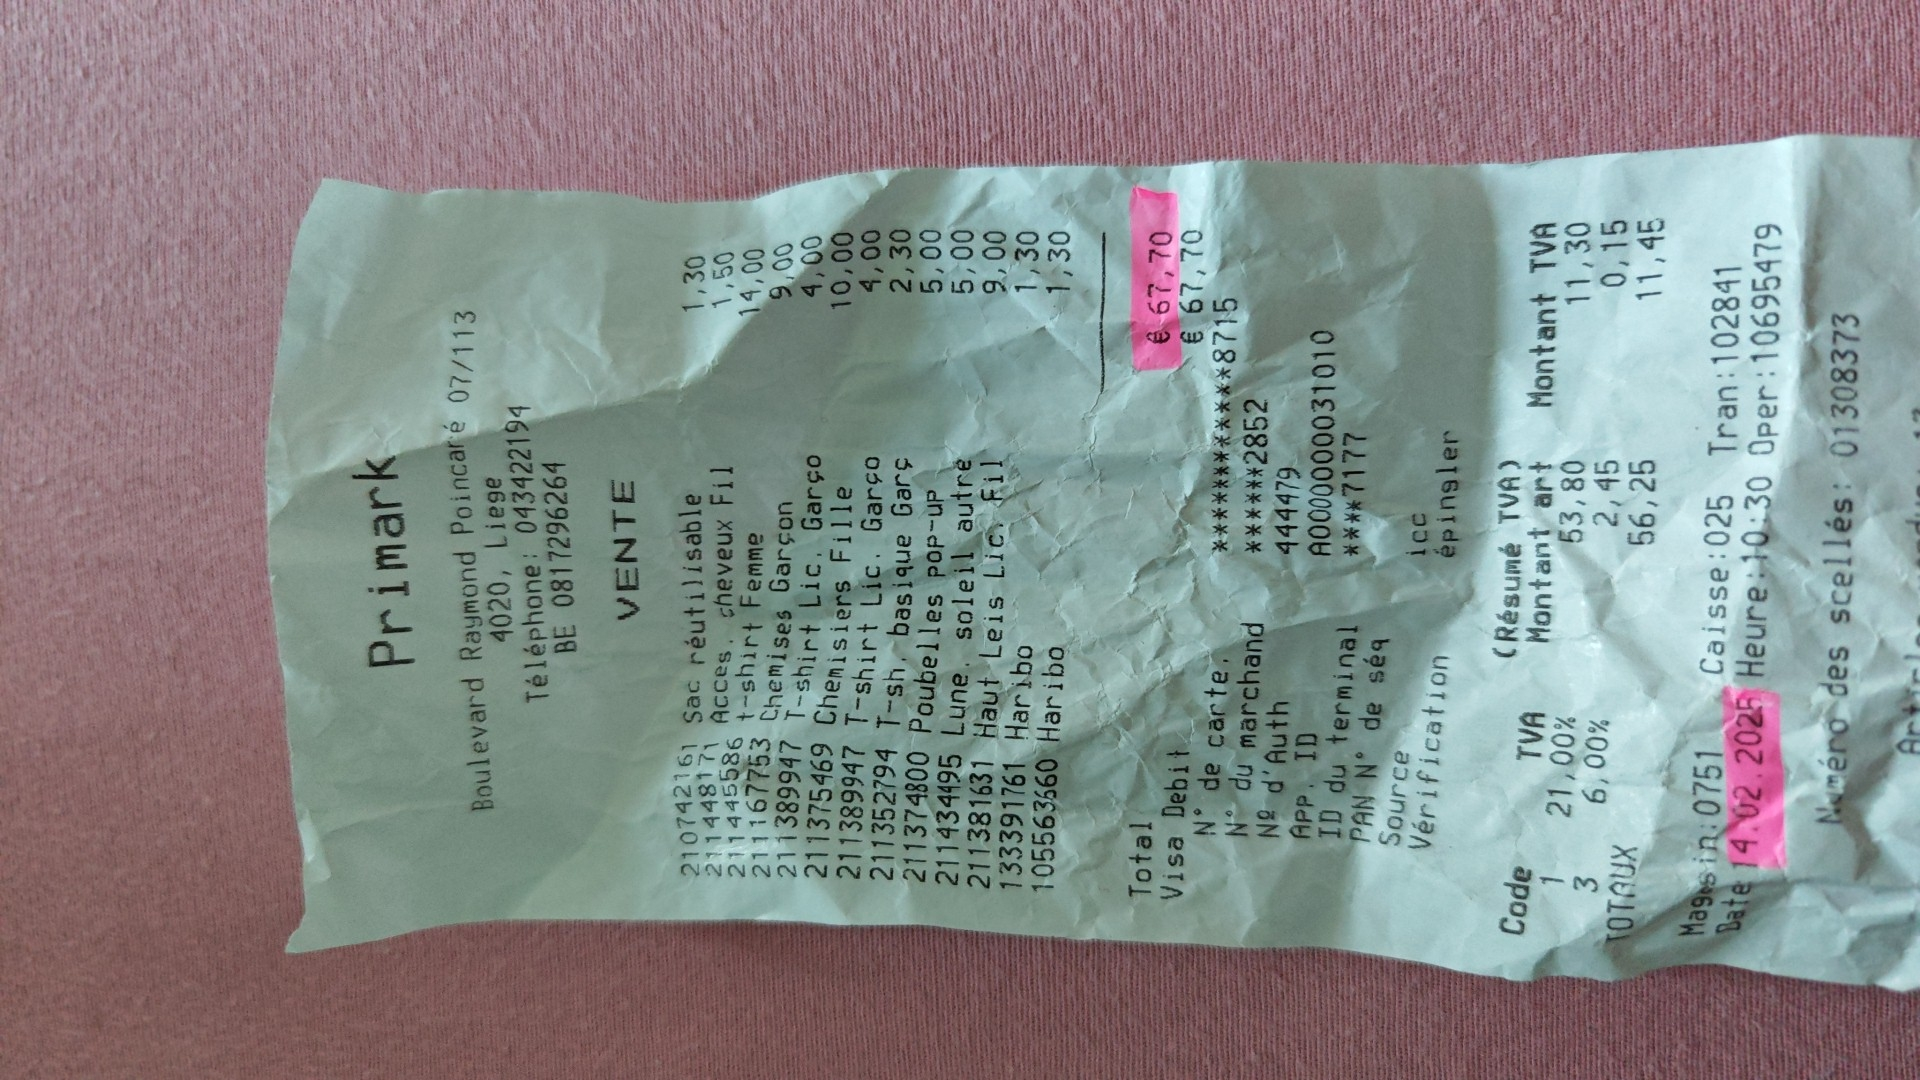 Primark
Boulevard Raymond Poincaré 07/113
4020, Liege
Téléphone: 043422194
BE 0817296264
VENTE
210742161 Sac réutilisable 1,30
211448171 Acces. cheveux Fil 1,50
211445586 t-shirt Femme 14,00
211167753 Chemises Garçon 9,00
211389947 T-shirt Lic. Garço 4,00
211375469 Chemisiers Fille 10,00
211389947 T-shirt Lic. Garço 4,00
211352794 T-sh. basique Garç 2,30
211374800 Poubelles pop-up 5,00
211434495 Lune. soleil autre 5,00
211381631 Haut Leis Lic. Fil 9,00
133391761 Haribo 1,30
105563660 Haribo 1,30
Total € 67,70
Visa Debit € 67,70
N° de carte. ************8715
N° du marchand ******2852
Nº d'Auth 444479
APP. ID A0000000031010
ID du terminal ****7177
PAN N° de séq
Source icc
Vérification épingler
(Résumé TVA)
Code TVA Montant art Montant TVA
1 21,00% 53,80 11,30
3 6,00% 2,45 0,15
TOTAUX 56,25 11,45
Magasin:0751 Caisse:025 Tran:102841
Date 14.02.2025 Heure:10:30 Oper:10695479
Numéro des scellés: 01308373